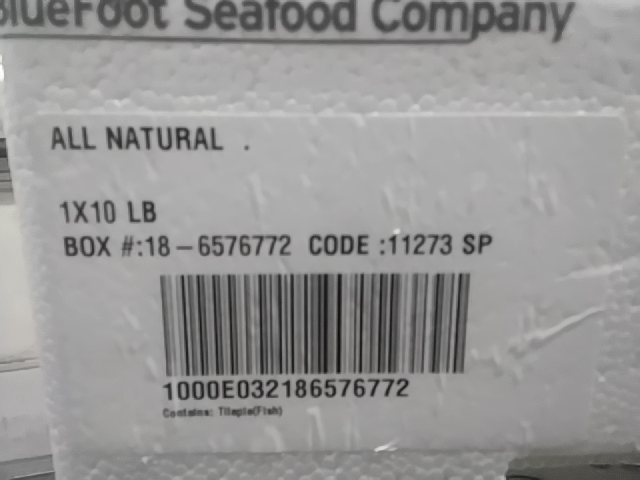 BlueFoot Seafood Company
ALL NATURAL .
1X10 LB
BOX #:18-6576772 CODE :11273 SP
1000E032186576772
Contains: Tilapia(Fish)